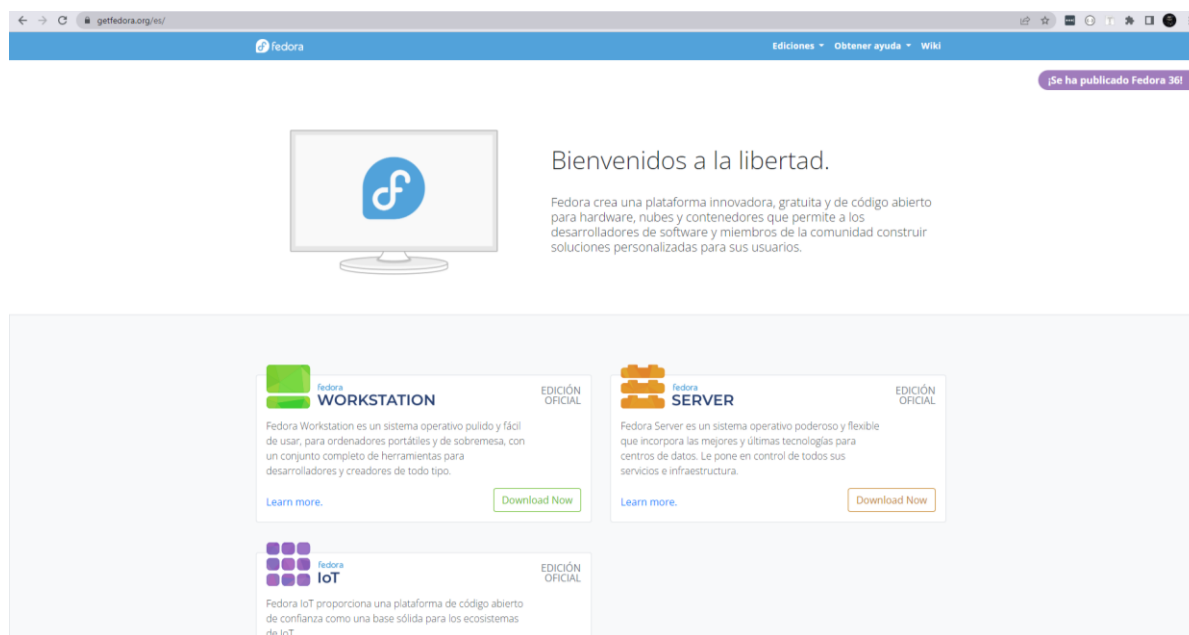 getfedora.org/es/
fedora
Ediciones
Obtener ayuda
Wiki
¡Se ha publicado Fedora 36!
Bienvenidos a la libertad.
Fedora crea una plataforma innovadora, gratuita y de código abierto
para hardware, nubes y contenedores que permite a los
desarrolladores de software y miembros de la comunidad construir
soluciones personalizadas para sus usuarios.
fedora
WORKSTATION
EDICIÓN
OFICIAL
Fedora Workstation es un sistema operativo pulido y fácil
de usar, para ordenadores portátiles y de sobremesa, con
un conjunto completo de herramientas para
desarrolladores y creadores de todo tipo.
Learn more.
Download Now
fedora
SERVER
EDICIÓN
OFICIAL
Fedora Server es un sistema operativo poderoso y flexible
que incorpora las mejores y últimas tecnologías para
centros de datos. Le pone en control de todos sus
servicios e infraestructura.
Learn more.
Download Now
fedora
IoT
EDICIÓN
OFICIAL
Fedora IoT proporciona una plataforma de código abierto
de confianza como una base sólida para los ecosistemas
de IoT